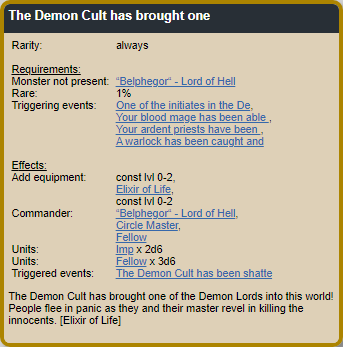 The Demon Cult has brought one
Rarity: always
Requirements:
Monster not present: "Belphegor" - Lord of Hell
Rare: 1%
Triggering events: One of the initiates in the De,
Your blood mage has been able ,
Your ardent priests have been ,
A warlock has been caught and
Effects:
Add equipment: const lvl 0-2,
Elixir of Life,
const lvl 0-2
Commander: "Belphegor" - Lord of Hell,
Circle Master,
Fellow
Units: Imp x 2d6
Units: Fellow x 3d6
Triggered events: The Demon Cult has been shatte
The Demon Cult has brought one of the Demon Lords into this world!
People flee in panic as they and their master revel in killing the
innocents. [Elixir of Life]